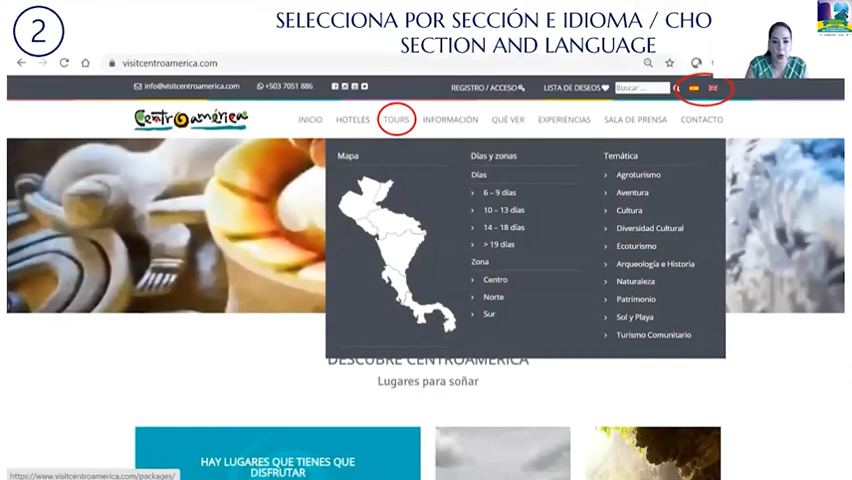 2
SELECCIONA POR SECCIÓN E IDIOMA / CHO
SECTION AND LANGUAGE
visitcentroamerica.com
info@visitcentroamerica.com
+503 7051 886
REGISTRO / ACCESO
LISTA DE DESEOS
Buscar ...
Centroamérica
INICIO HOTELES TOURS INFORMACIÓN QUÉ VER EXPERIENCIAS SALA DE PRENSA CONTACTO
Mapa
Días y zonas
Días
6 – 9 días
10 – 13 días
14 – 18 días
> 19 días
Zona
Centro
Norte
Sur
Temática
Agroturismo
Aventura
Cultura
Diversidad Cultural
Ecoturismo
Arqueología e Historia
Naturaleza
Patrimonio
Sol y Playa
Turismo Comunitario
DESCUBRE CENTROAMÉRICA
Lugares para soñar
HAY LUGARES QUE TIENES QUE
DISFRUTAR
https://www.visitcentroamerica.com/packages/